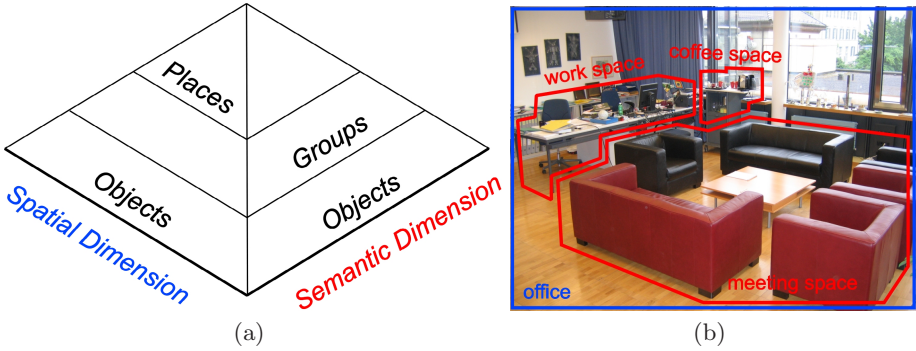 Places
Groups
Objects
Objects
Spatial Dimension
Semantic Dimension
(a)
work space
coffee space
meeting space
office
(b)